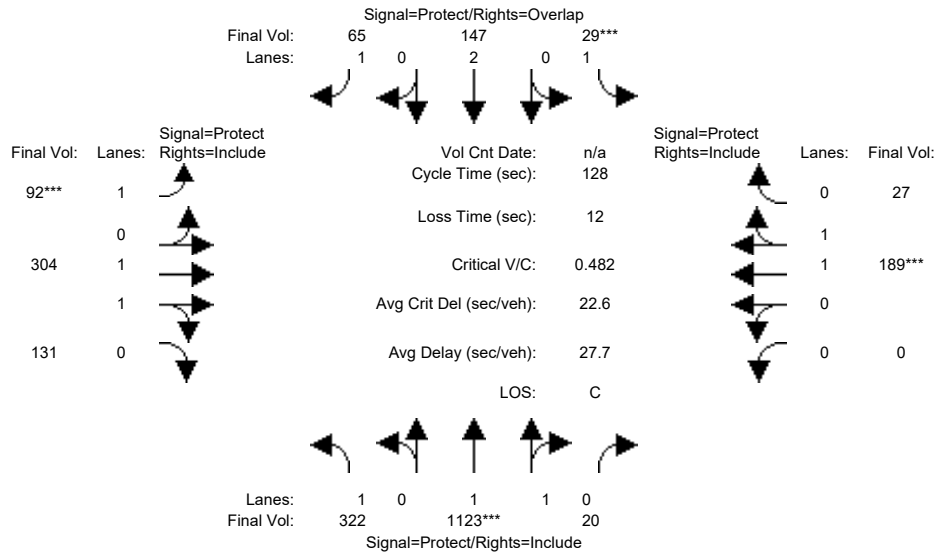 Signal=Protect/Rights=Overlap
Final Vol: 65 147 29***
Lanes: 1 0 2 0 1
Signal=Protect Signal=Protect
Final Vol: Lanes: Rights=Include Vol Cnt Date: n/a Rights=Include Lanes: Final Vol:
Cycle Time (sec): 128
92*** 1 0 27
Loss Time (sec): 12
0 1
304 1 Critical V/C: 0.482 1 189***
1 Avg Crit Del (sec/veh): 22.6 0
131 0 Avg Delay (sec/veh): 27.7 0 0
LOS: C
Lanes: 1 0 1 1 0
Final Vol: 322 1123*** 20
Signal=Protect/Rights=Include